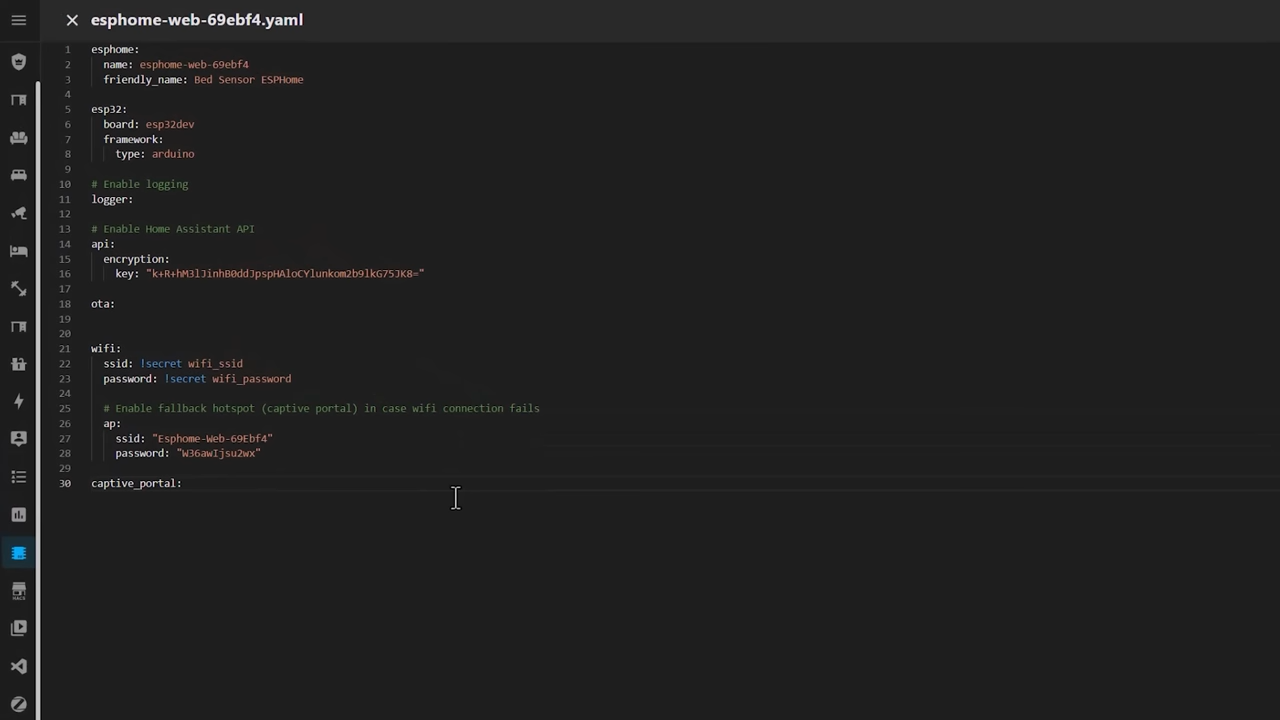 esphome-web-69ebf4.yaml
1 esphome:
2 name: esphome-web-69ebf4
3 friendly_name: Bed Sensor ESPHome
4
5 esp32:
6 board: esp32dev
7 framework:
8 type: arduino
9
10 # Enable logging
11 logger:
12
13 # Enable Home Assistant API
14 api:
15 encryption:
16 key: "k+R+hM3lJinhB0ddJpspHAloCYlunkom2b9lkG75JK8="
17
18 ota:
19
20
21 wifi:
22 ssid: !secret wifi_ssid
23 password: !secret wifi_password
24
25 # Enable fallback hotspot (captive portal) in case wifi connection fails
26 ap:
27 ssid: "Esphome-Web-69Ebf4"
28 password: "W36awIjsu2wx"
29
30 captive_portal:
HACS